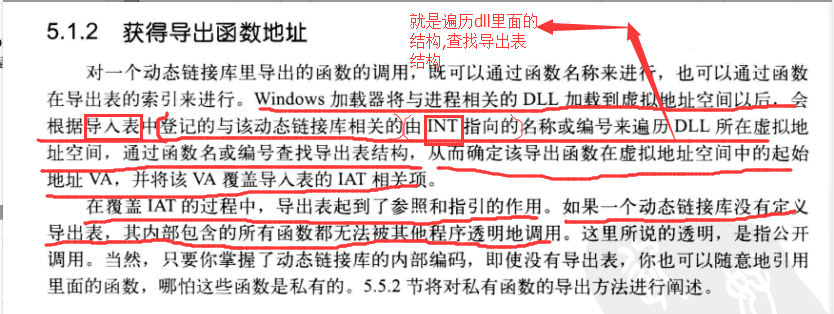 5.1.2 获得导出函数地址
就是遍历dll里面的
结构,查找导出表
结构
对一个动态链接库里导出的函数的调用，既可以通过函数名称来进行，也可以通过函数
在导出表的索引来进行。Windows 加载器将与进程相关的 DLL 加载到虚拟地址空间以后，会
根据导入表中登记的与该动态链接库相关的由 INT 指向的名称或编号来遍历 DLL 所在虚拟地
址空间，通过函数名或编号查找导出表结构，从而确定该导出函数在虚拟地址空间中的起始
地址 VA，并将该 VA 覆盖导入表的 IAT 相关项。
在覆盖 IAT 的过程中，导出表起到了参照和指引的作用。如果一个动态链接库没有定义
导出表，其内部包含的所有函数都无法被其他程序透明地调用。这里所说的透明，是指公开
调用。当然，只要你掌握了动态链接库的内部编码，即使没有导出表，你也可以随意地引用
里面的函数，哪怕这些函数是私有的。5.5.2 节将对私有函数的导出方法进行阐述。